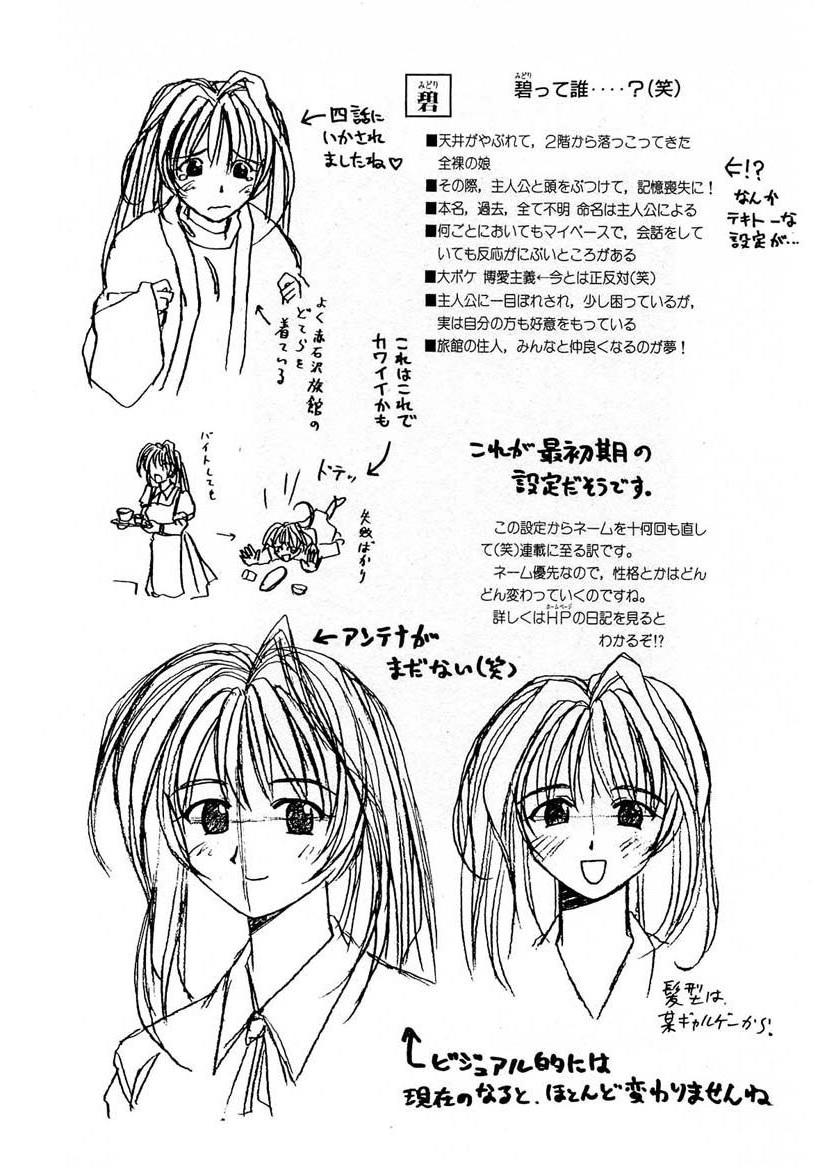 みどり
碧
みどり
碧って誰‥‥？(笑)
←四話に
いかされ
ましたね♡
■天井がやぶれて，２階から落っこってきた
全裸の娘
■その際，主人公と頭をぶつけて，記憶喪失に！
■本名，過去，全て不明 命名は主人公による
■何ごとにおいてもマイペースで，会話をして
いても反応がにぶいところがある
■大ボケ 博愛主義←今とは正反対(笑)
■主人公に一目ぼれされ，少し困っているが，
実は自分の方も好意をもっている
■旅館の住人，みんなと仲良くなるのが夢！
←!?
なんか
テキトーな
設定が…
よく赤石沢旅館の
どてらを
着ている
これはこれで
カワイイかも
バイトしても
ドテッ
失敗ばかり
これが最初期の
設定だそうです。
この設定からネームを十何回も直し
て(笑)連載に至る訳です。
ネーム優先なので，性格とかはどん
どん変わっていくのですね。
ホームページ
詳しくはＨＰの日記を見ると
わかるぞ!?
←アンテナが
まだない(笑)
髪型は、
某ギャルゲーから。
ビジュアル的には
現在のなると、ほとんど変わりませんね